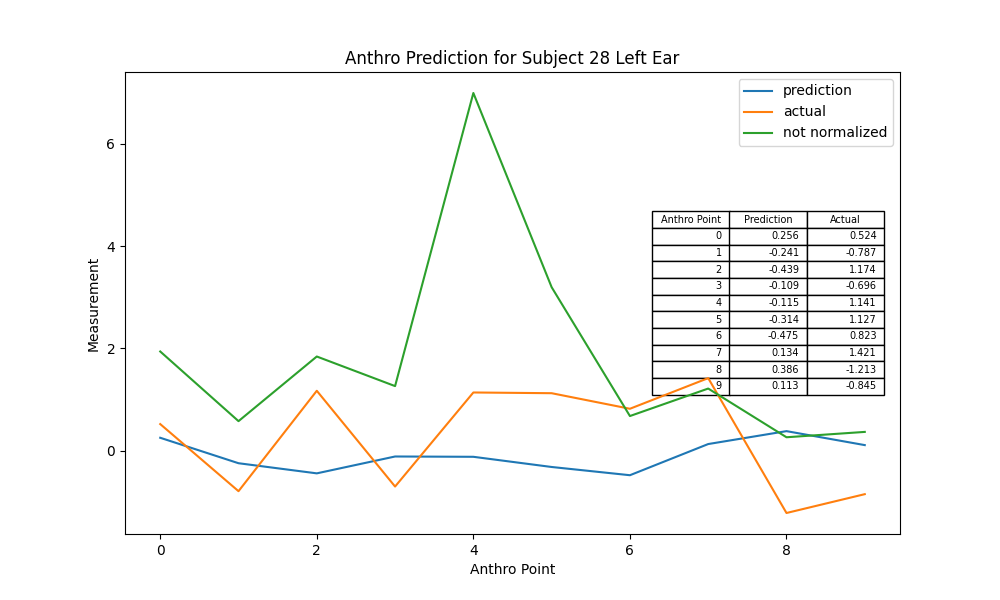 Anthro Prediction for Subject 28 Left Ear
prediction
actual
not normalized
Measurement
6
4
2
0
Anthro Point Prediction Actual
0 0.256 0.524
1 -0.241 -0.787
2 -0.439 1.174
3 -0.109 -0.696
4 -0.115 1.141
5 -0.314 1.127
6 -0.475 0.823
7 0.134 1.421
8 0.386 -1.213
9 0.113 -0.845
0 2 4 6 8
Anthro Point